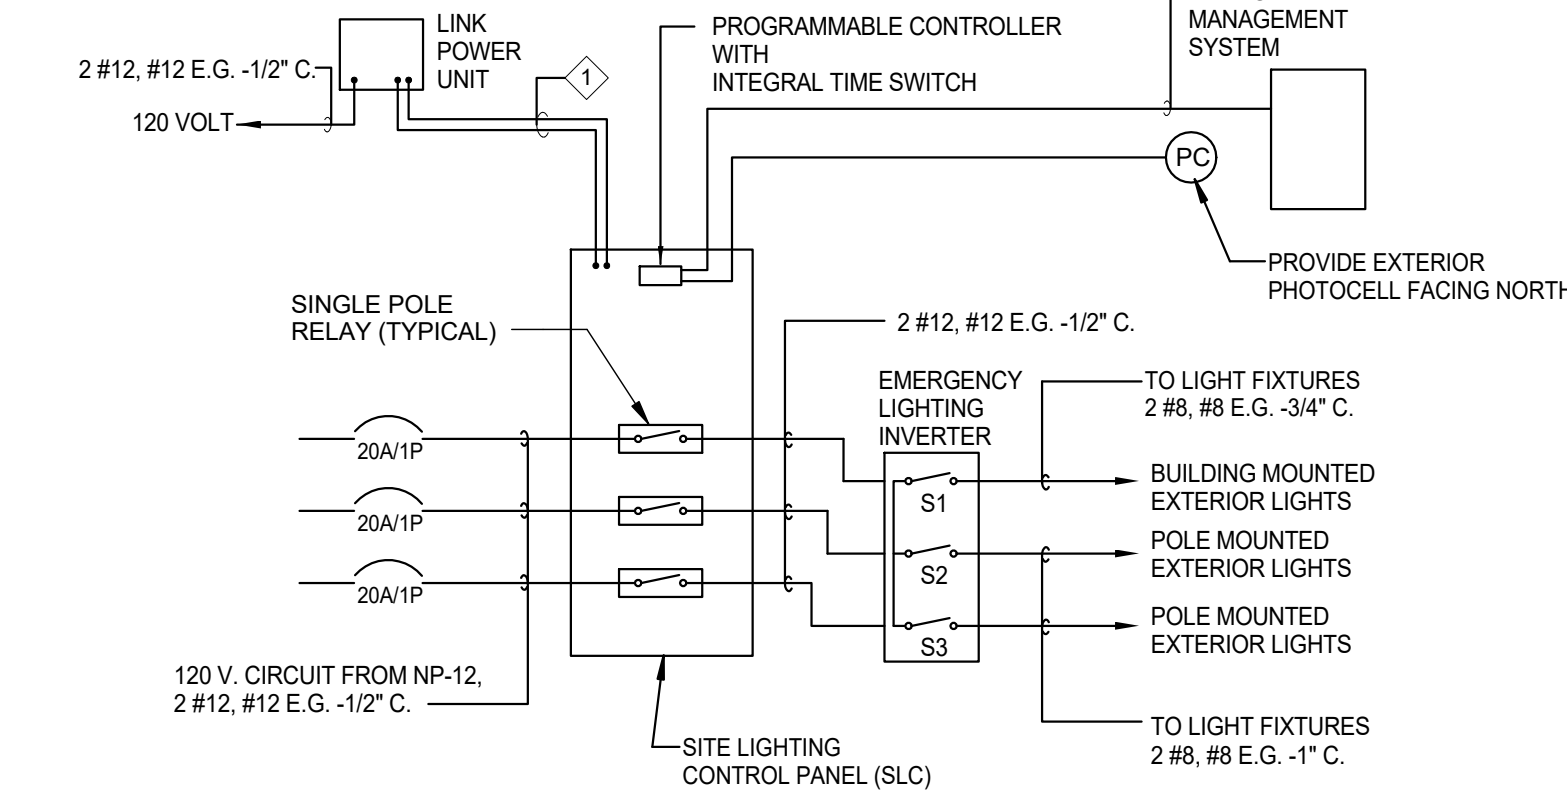 LINK
POWER
UNIT
2 #12, #12 E.G. -1/2" C.
120 VOLT
1
PROGRAMMABLE CONTROLLER
WITH
INTEGRAL TIME SWITCH
MANAGEMENT
SYSTEM
PC
PROVIDE EXTERIOR
PHOTOCELL FACING NORTH
SINGLE POLE
RELAY (TYPICAL)
2 #12, #12 E.G. -1/2" C.
EMERGENCY
LIGHTING
INVERTER
TO LIGHT FIXTURES
2 #8, #8 E.G. -3/4" C.
20A/1P
20A/1P
20A/1P
S1
S2
S3
BUILDING MOUNTED
EXTERIOR LIGHTS
POLE MOUNTED
EXTERIOR LIGHTS
POLE MOUNTED
EXTERIOR LIGHTS
120 V. CIRCUIT FROM NP-12,
2 #12, #12 E.G. -1/2" C.
SITE LIGHTING
CONTROL PANEL (SLC)
TO LIGHT FIXTURES
2 #8, #8 E.G. -1" C.